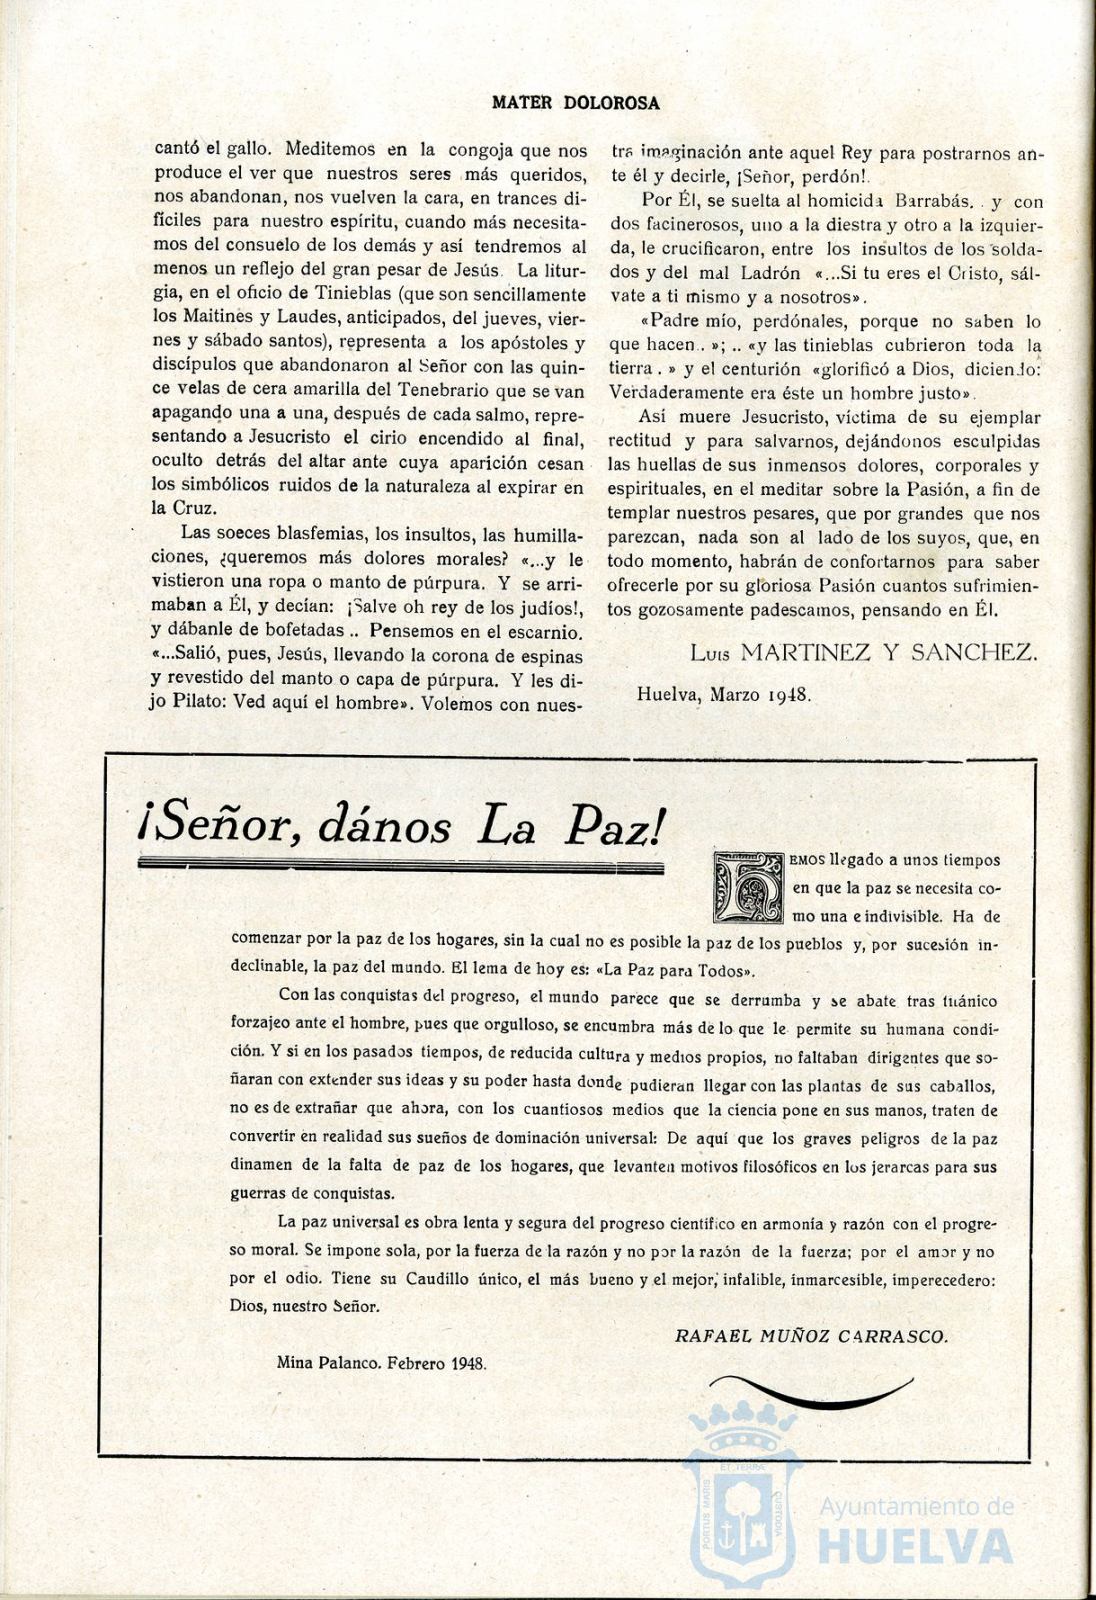 MATER DOLOROSA
cantó el gallo. Meditemos en la congoja que nos
produce el ver que nuestros seres más queridos,
nos abandonan, nos vuelven la cara, en trances di-
fíciles para nuestro espíritu, cuando más necesita-
mos del consuelo de los demás y así tendremos al
menos un reflejo del gran pesar de Jesús. La litur-
gia, en el oficio de Tinieblas (que son sencillamente
los Maitines y Laudes, anticipados, del jueves, vier-
nes y sábado santos), representa a los apóstoles y
discípulos que abandonaron al Señor con las quin-
ce velas de cera amarilla del Tenebrario que se van
apagando una a una, después de cada salmo, repre-
sentando a Jesucristo el cirio encendido al final,
oculto detrás del altar ante cuya aparición cesan
los simbólicos ruidos de la naturaleza al expirar en
la Cruz.
Las soeces blasfemias, los insultos, las humilla-
ciones, ¿queremos más dolores morales? «...y le
vistieron una ropa o manto de púrpura. Y se arri-
maban a Él, y decían: ¡Salve oh rey de los judíos!,
y dábanle de bofetadas .. Pensemos en el escarnio.
«...Salió, pues, Jesús, llevando la corona de espinas
y revestido del manto o capa de púrpura. Y les di-
jo Pilato: Ved aquí el hombre». Volemos con nues-
tra imaginación ante aquel Rey para postrarnos an-
te él y decirle, ¡Señor, perdón!.
Por Él, se suelta al homicida Barrabás. . y con
dos facinerosos, uno a la diestra y otro a la izquier-
da, le crucificaron, entre los insultos de los solda-
dos y del mal Ladrón «...Si tu eres el Cristo, sál-
vate a ti mismo y a nosotros».
«Padre mío, perdónales, porque no saben lo
que hacen. . »; .. «y las tinieblas cubrieron toda la
tierra . » y el centurión «glorificó a Dios, diciendo:
Verdaderamente era éste un hombre justo».
Así muere Jesucristo, víctima de su ejemplar
rectitud y para salvarnos, dejándonos esculpidas
las huellas de sus inmensos dolores, corporales y
espirituales, en el meditar sobre la Pasión, a fin de
templar nuestros pesares, que por grandes que nos
parezcan, nada son al lado de los suyos, que, en
todo momento, habrán de confortarnos para saber
ofrecerle por su gloriosa Pasión cuantos sufrimien-
tos gozosamente padescamos, pensando en Él.
Luis MARTINEZ Y SANCHEZ.
Huelva, Marzo 1948.
¡Señor, dános La Paz!
HEMOS llegado a unos tiempos
en que la paz se necesita co-
mo una e indivisible. Ha de
comenzar por la paz de los hogares, sin la cual no es posible la paz de los pueblos y, por sucesión in-
declinable, la paz del mundo. El lema de hoy es: «La Paz para Todos».
Con las conquistas del progreso, el mundo parece que se derrumba y se abate tras titánico
forzajeo ante el hombre, pues que orgulloso, se encumbra más de lo que le permite su humana condi-
ción. Y si en los pasados tiempos, de reducida cultura y medios propios, no faltaban dirigentes que so-
ñaran con extender sus ideas y su poder hasta donde pudieran llegar con las plantas de sus caballos,
no es de extrañar que ahora, con los cuantiosos medios que la ciencia pone en sus manos, traten de
convertir en realidad sus sueños de dominación universal: De aquí que los graves peligros de la paz
dinamen de la falta de paz de los hogares, que levanten motivos filosóficos en los jerarcas para sus
guerras de conquistas.
La paz universal es obra lenta y segura del progreso científico en armonía y razón con el progre-
so moral. Se impone sola, por la fuerza de la razón y no por la razón de la fuerza; por el amor y no
por el odio. Tiene su Caudillo único, el más bueno y el mejor, infalible, inmarcesible, imperecedero:
Dios, nuestro Señor.
RAFAEL MUÑOZ CARRASCO.
Mina Palanco. Febrero 1948.
ET TERRA
PORTUS MARIS
CUSTODIA
Ayuntamiento de
HUELVA